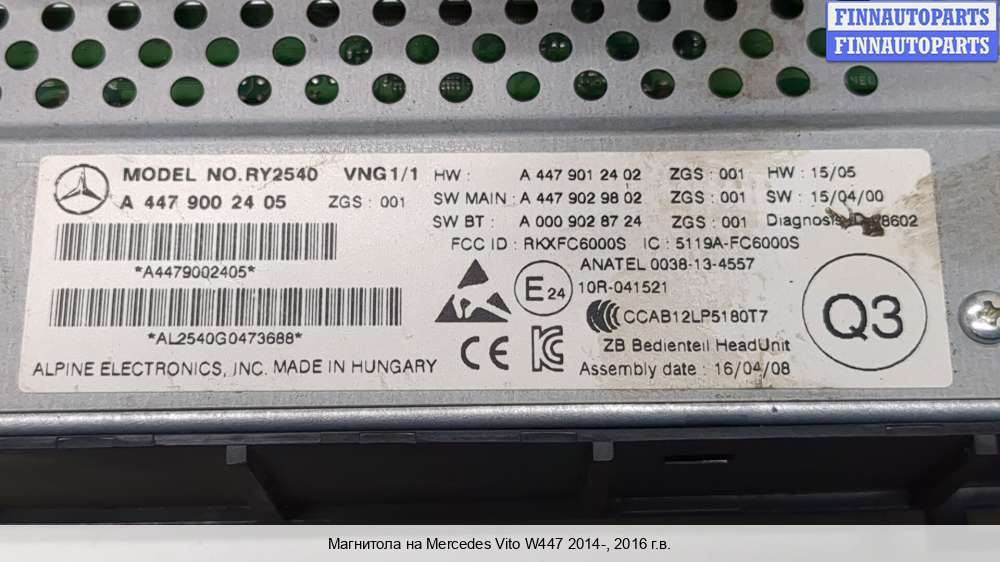 FINNAUTOPARTS
FINNAUTOPARTS
MODEL NO.RY2540 VNG1/1
A 447 900 24 05 ZGS : 001
*A4479002405*
*AL2540G0473688*
ALPINE ELECTRONICS, INC. MADE IN HUNGARY
HW : A 447 901 24 02 ZGS : 001 HW : 15/05
SW MAIN : A 447 902 98 02 ZGS : 001 SW : 15/04/00
SW BT : A 000 902 87 24 ZGS : 001 Diagnosis
FCC ID : RKXFC6000S IC : 5119A-FC6000S
ANATEL 0038-13-4557
E24
10R-041521
CCC
CCAB12LP5180T7
CE
ZB Bedienteil HeadUnit
Assembly date : 16/04/08
Q3
Магнитола на Mercedes Vito W447 2014-, 2016 г.в.